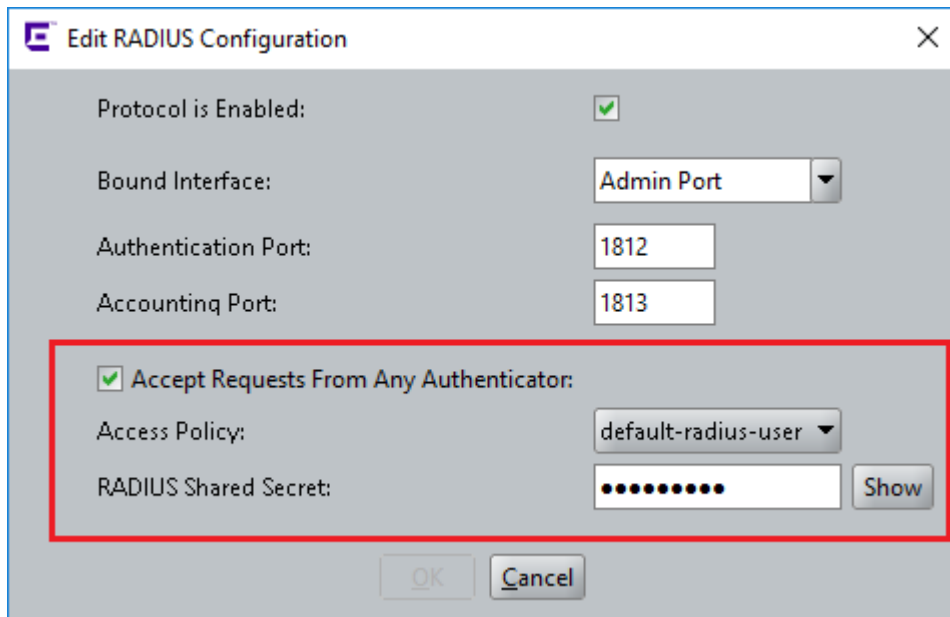 Edit RADIUS Configuration
Protocol is Enabled:
Bound Interface: Admin Port
Authentication Port: 1812
Accounting Port: 1813
Accept Requests From Any Authenticator:
Access Policy: default-radius-user
RADIUS Shared Secret: ●●●●●●●●● Show
OK Cancel